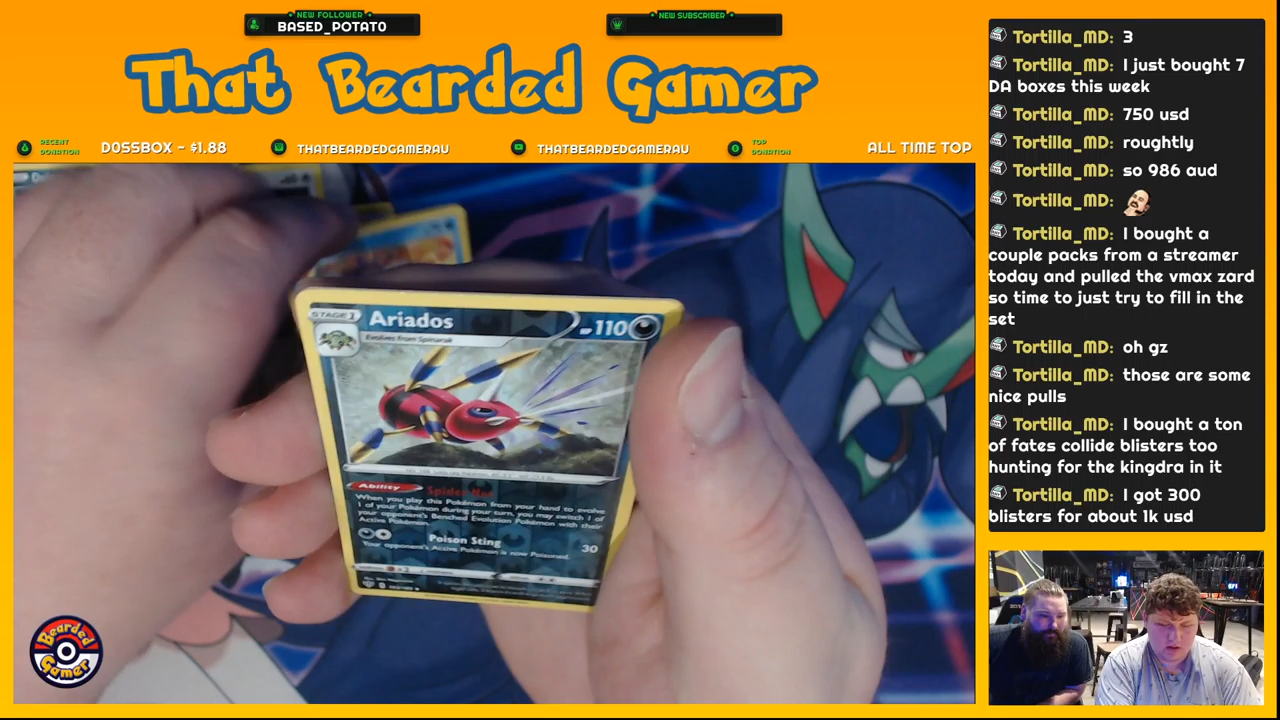 NEW FOLLOWER
BASED_POTAT0
NEW SUBSCRIBER
That Bearded Gamer
RECENT
DONATION
D0SSBOX - $1.88
THATBEARDEDGAMERAU
THATBEARDEDGAMERAU
TOP
DONATION
ALL TIME TOP
STAGE 1
Ariados
HP 110
Evolves from Spinarak
Ability
Spider Net
When you play this Pokémon from your hand to evolve
1 of your Pokémon during your turn, you may switch 1 of
your opponent's Benched Evolution Pokémon with their
Active Pokémon.
Poison Sting
30
Your opponent's Active Pokémon is now Poisoned.
Bearded
Gamer
Tortilla_MD: 3
Tortilla_MD: I just bought 7
DA boxes this week
Tortilla_MD: 750 usd
Tortilla_MD: roughtly
Tortilla_MD: so 986 aud
Tortilla_MD:
Tortilla_MD: I bought a
couple packs from a streamer
today and pulled the vmax zard
so time to just try to fill in the
set
Tortilla_MD: oh gz
Tortilla_MD: those are some
nice pulls
Tortilla_MD: I bought a ton
of fates collide blisters too
hunting for the kingdra in it
Tortilla_MD: I got 300
blisters for about 1k usd